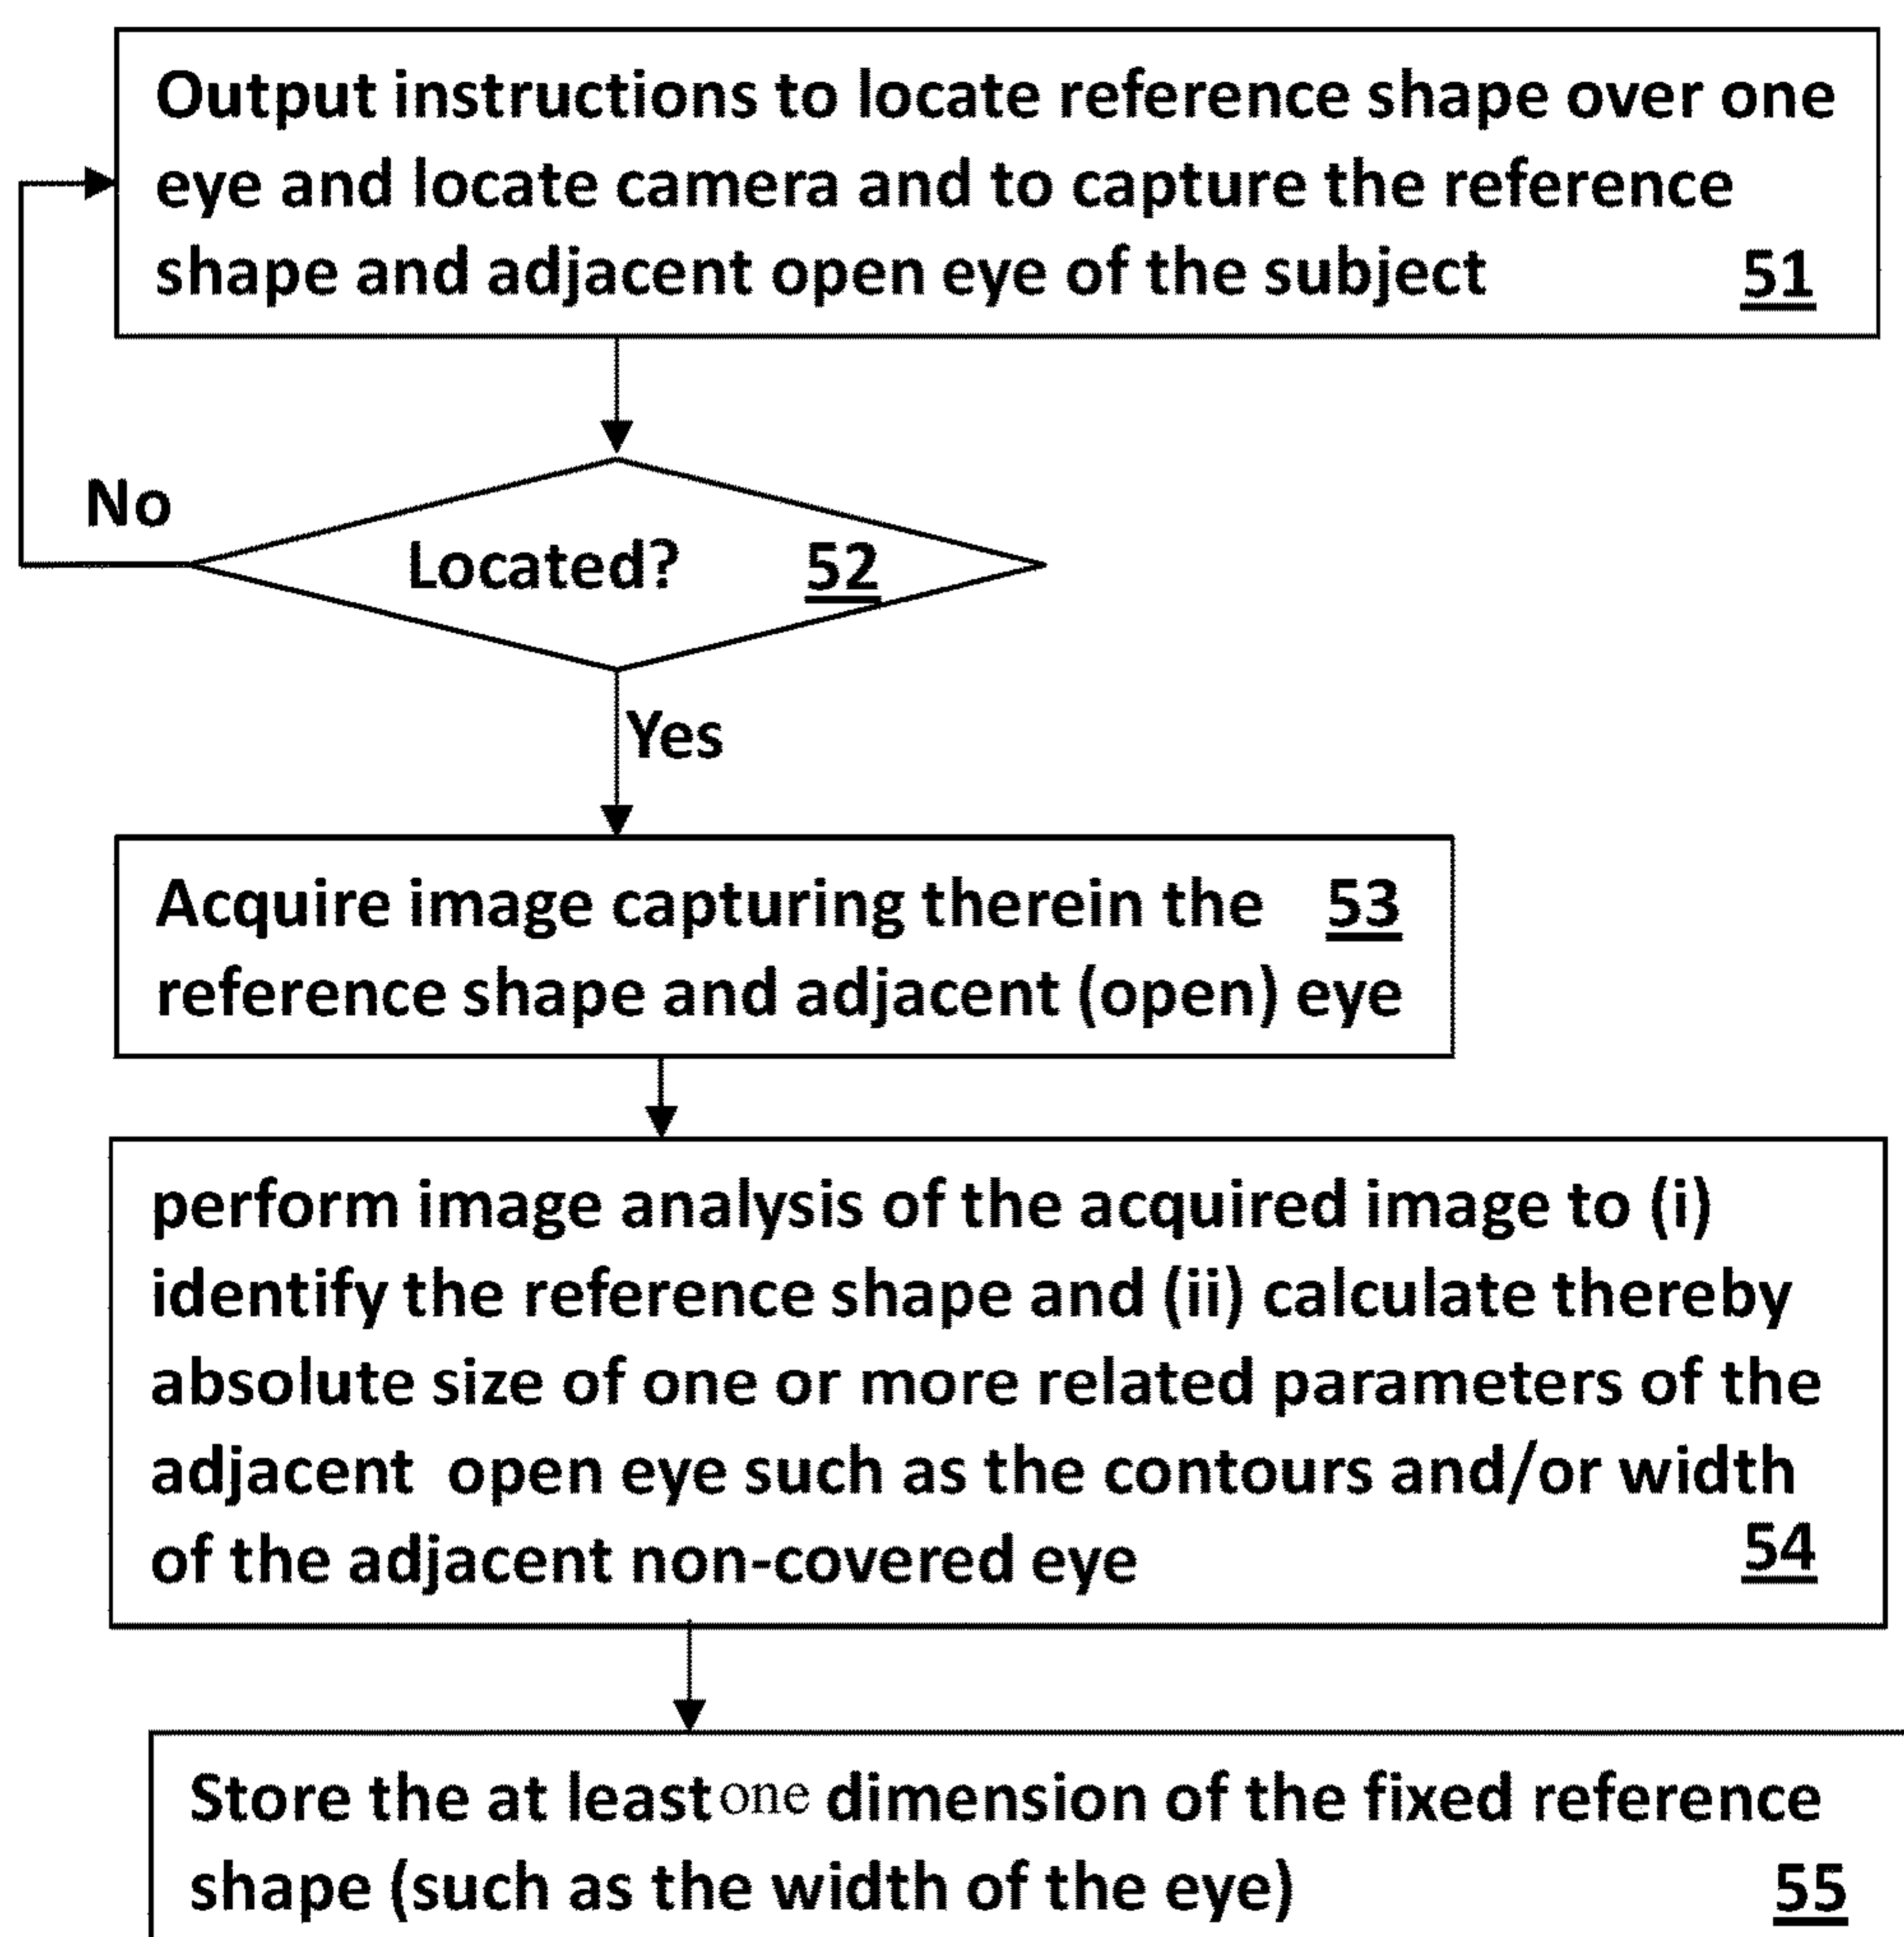 Output instructions to locate reference shape over one
eye and locate camera and to capture the reference
shape and adjacent open eye of the subject 51
No
Located? 52
Yes
Acquire image capturing therein the 53
reference shape and adjacent (open) eye
perform image analysis of the acquired image to (i)
identify the reference shape and (ii) calculate thereby
absolute size of one or more related parameters of the
adjacent open eye such as the contours and/or width
of the adjacent non-covered eye 54
Store the at least one dimension of the fixed reference
shape (such as the width of the eye) 55